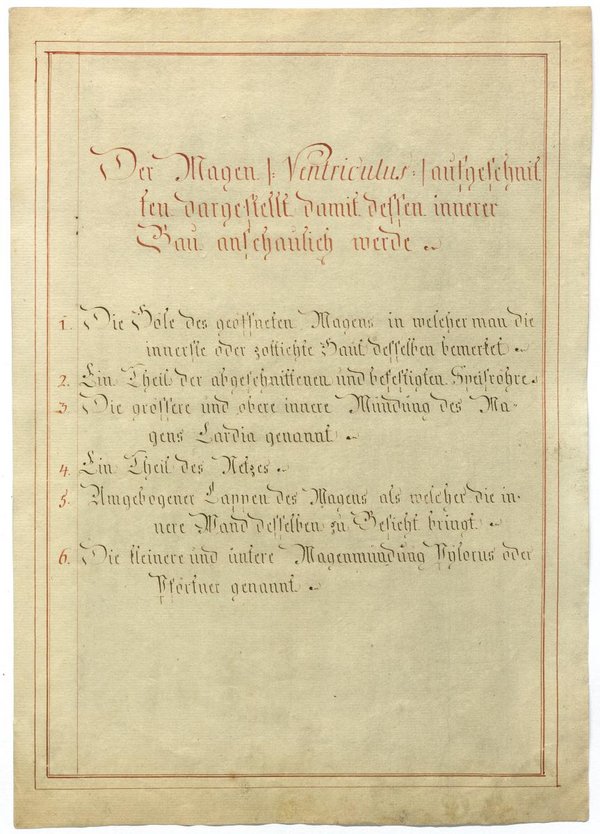 Der Magen /: Ventriculus :/ aufgeschnit
ten dargestellt damit dessen innerer
Bau anschaulich werde
1. Die Höle des geöffneten Magens in welcher man die
innerste oder zottichte Haut desselben bemerket
2. Ein Theil der abgeschnittenen und befestigten Speisröhre
3. Die grössere und obere innere Mündung des Ma-
gens Cardia genannt
4. Ein Theil des Netzes
5. Umgebogener Lappen des Magens als welcher die in-
nere Wand desselben zu Gesicht bringt
6. Die kleinere und untere Magenmündung Pylorus oder
Pförtner genannt